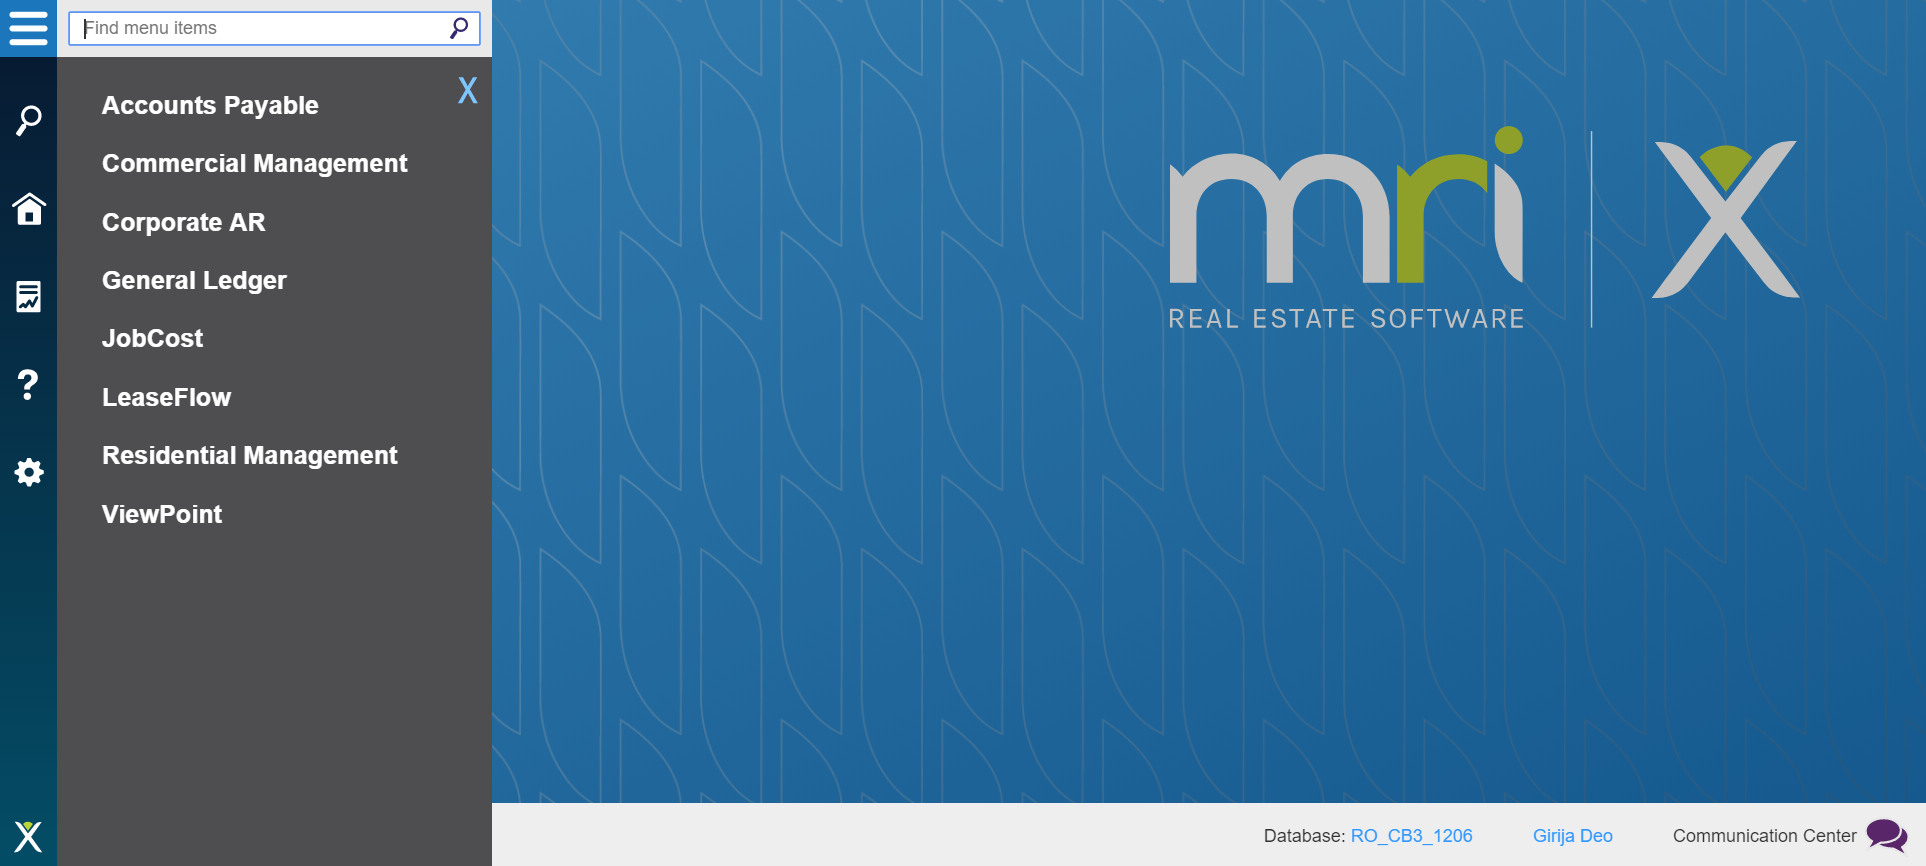 Find menu items
X
Accounts Payable
Commercial Management
Corporate AR
General Ledger
JobCost
LeaseFlow
Residential Management
ViewPoint
mri
REAL ESTATE SOFTWARE
X
Database: RO_CB3_1206
Girija Deo
Communication Center